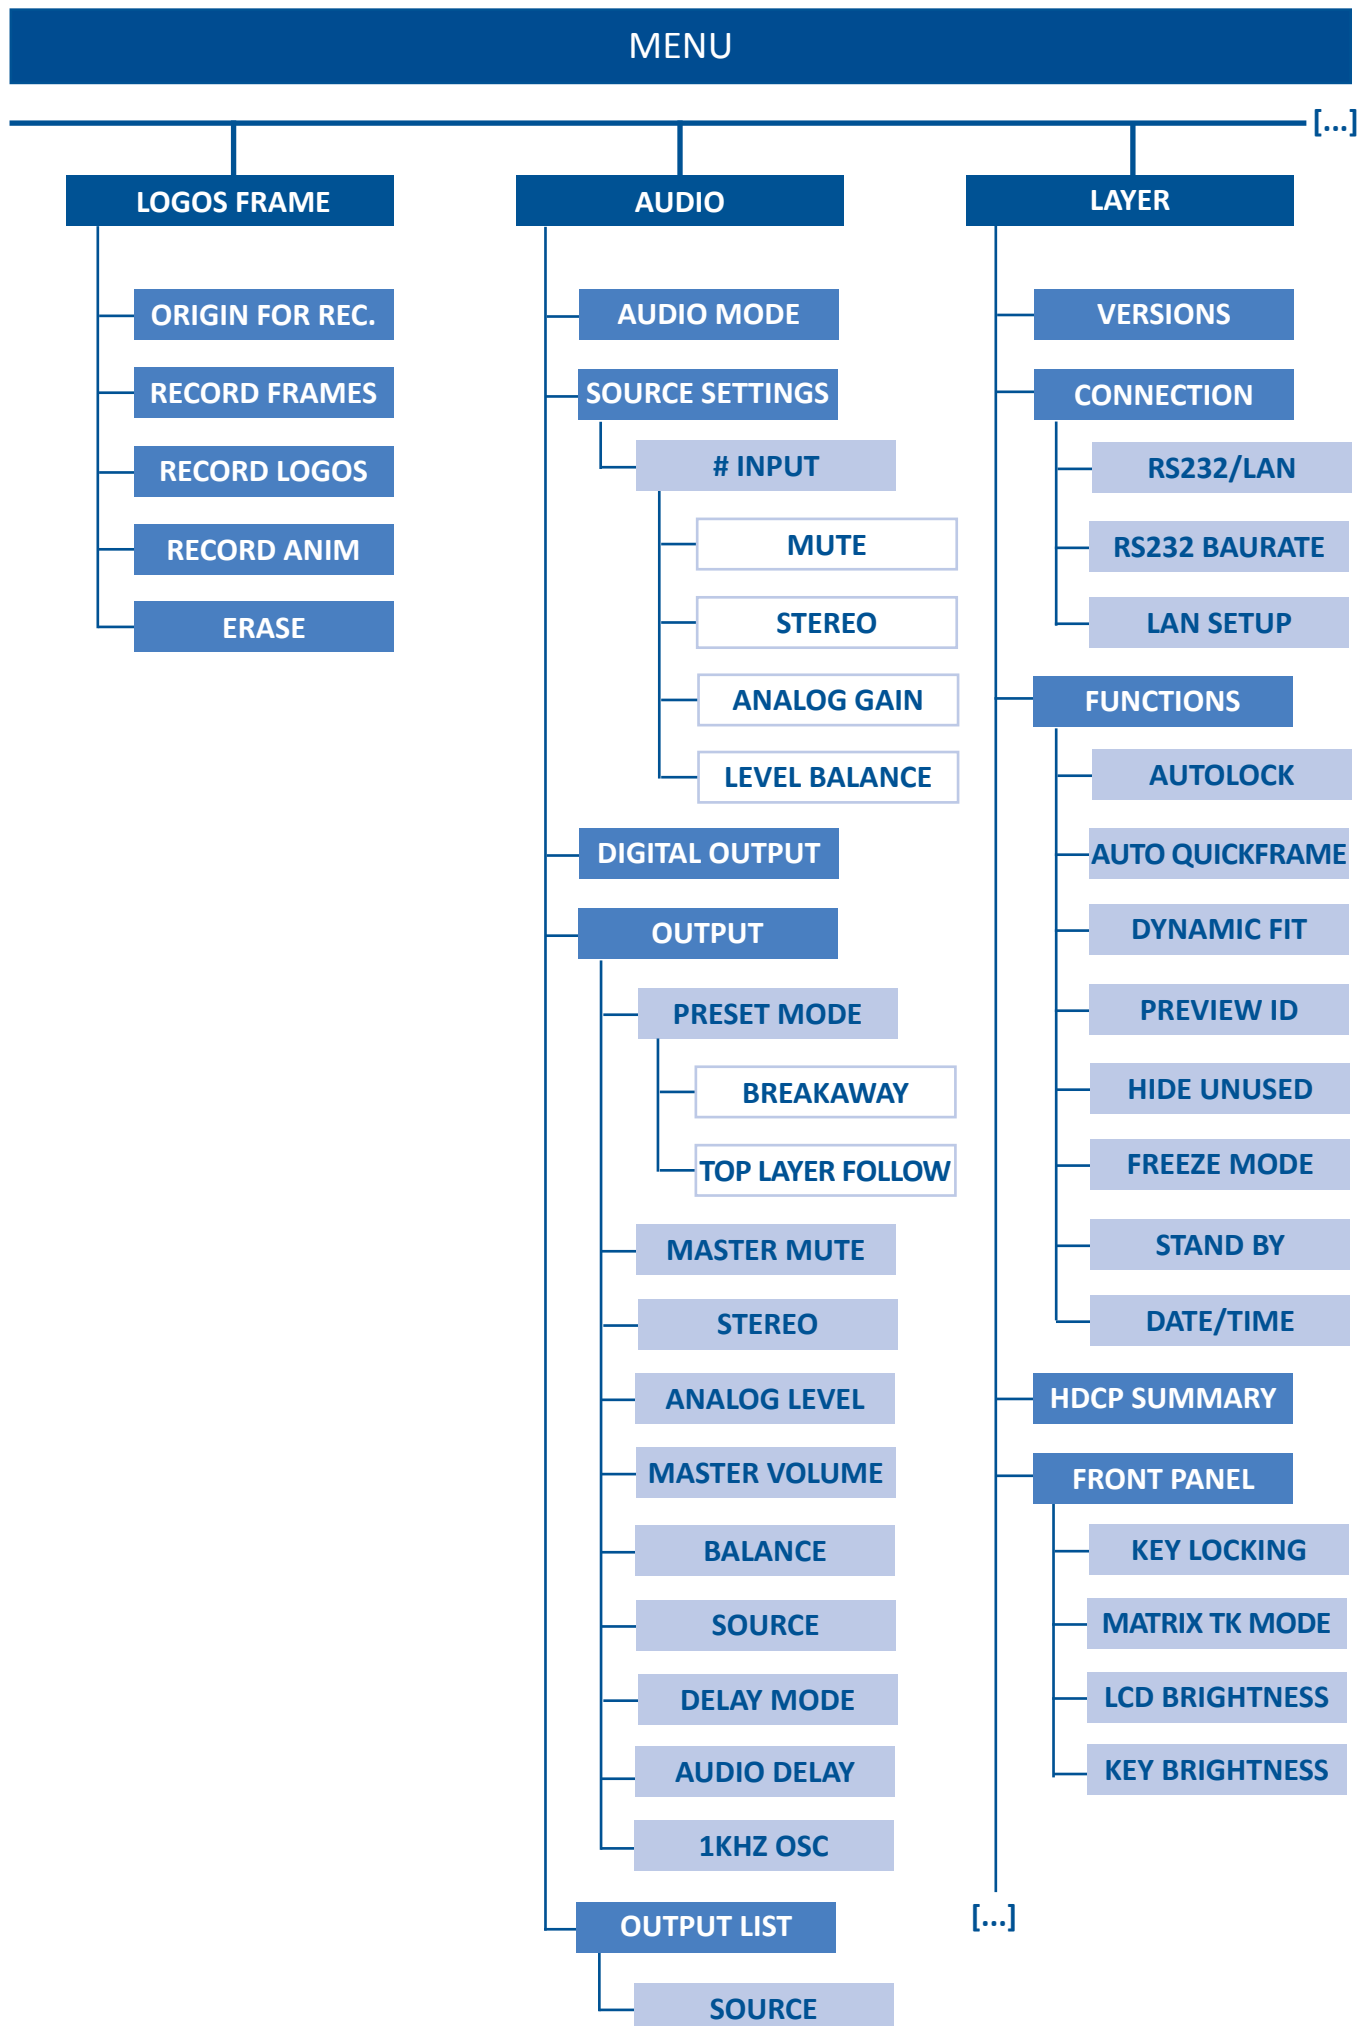 MENU
[...]
LOGOS FRAME
ORIGIN FOR REC.
RECORD FRAMES
RECORD LOGOS
RECORD ANIM
ERASE
AUDIO
AUDIO MODE
SOURCE SETTINGS
# INPUT
MUTE
STEREO
ANALOG GAIN
LEVEL BALANCE
DIGITAL OUTPUT
OUTPUT
PRESET MODE
BREAKAWAY
TOP LAYER FOLLOW
MASTER MUTE
STEREO
ANALOG LEVEL
MASTER VOLUME
BALANCE
SOURCE
DELAY MODE
AUDIO DELAY
1KHZ OSC
OUTPUT LIST
SOURCE
LAYER
VERSIONS
CONNECTION
RS232/LAN
RS232 BAURATE
LAN SETUP
FUNCTIONS
AUTOLOCK
AUTO QUICKFRAME
DYNAMIC FIT
PREVIEW ID
HIDE UNUSED
FREEZE MODE
STAND BY
DATE/TIME
HDCP SUMMARY
FRONT PANEL
KEY LOCKING
MATRIX TK MODE
LCD BRIGHTNESS
KEY BRIGHTNESS
[...]